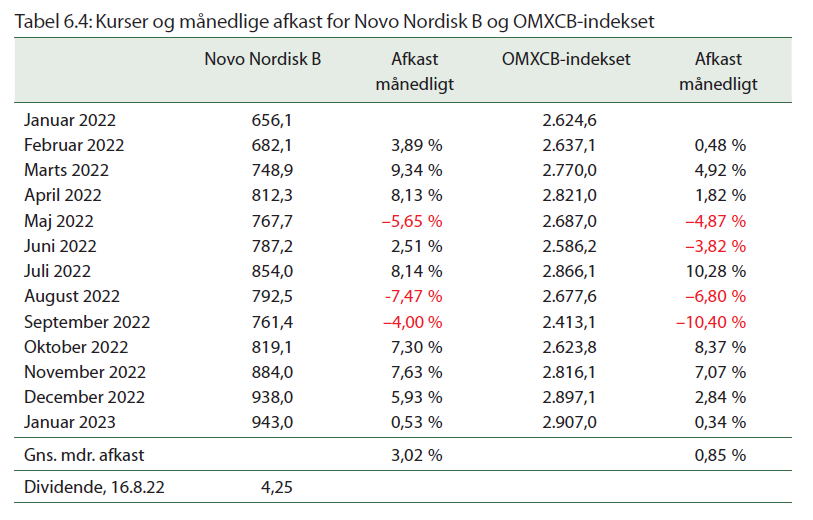 Tabel 6.4: Kurser og månedlige afkast for Novo Nordisk B og OMXCB-indekset
Novo Nordisk B Afkast månedligt OMXCB-indekset Afkast månedligt
Januar 2022 656,1 2.624,6
Februar 2022 682,1 3,89 % 2.637,1 0,48 %
Marts 2022 748,9 9,34 % 2.770,0 4,92 %
April 2022 812,3 8,13 % 2.821,0 1,82 %
Maj 2022 767,7 –5,65 % 2.687,0 –4,87 %
Juni 2022 787,2 2,51 % 2.586,2 –3,82 %
Juli 2022 854,0 8,14 % 2.866,1 10,28 %
August 2022 792,5 -7,47 % 2.677,6 –6,80 %
September 2022 761,4 –4,00 % 2.413,1 –10,40 %
Oktober 2022 819,1 7,30 % 2.623,8 8,37 %
November 2022 884,0 7,63 % 2.816,1 7,07 %
December 2022 938,0 5,93 % 2.897,1 2,84 %
Januar 2023 943,0 0,53 % 2.907,0 0,34 %
Gns. mdr. afkast 3,02 % 0,85 %
Dividende, 16.8.22 4,25